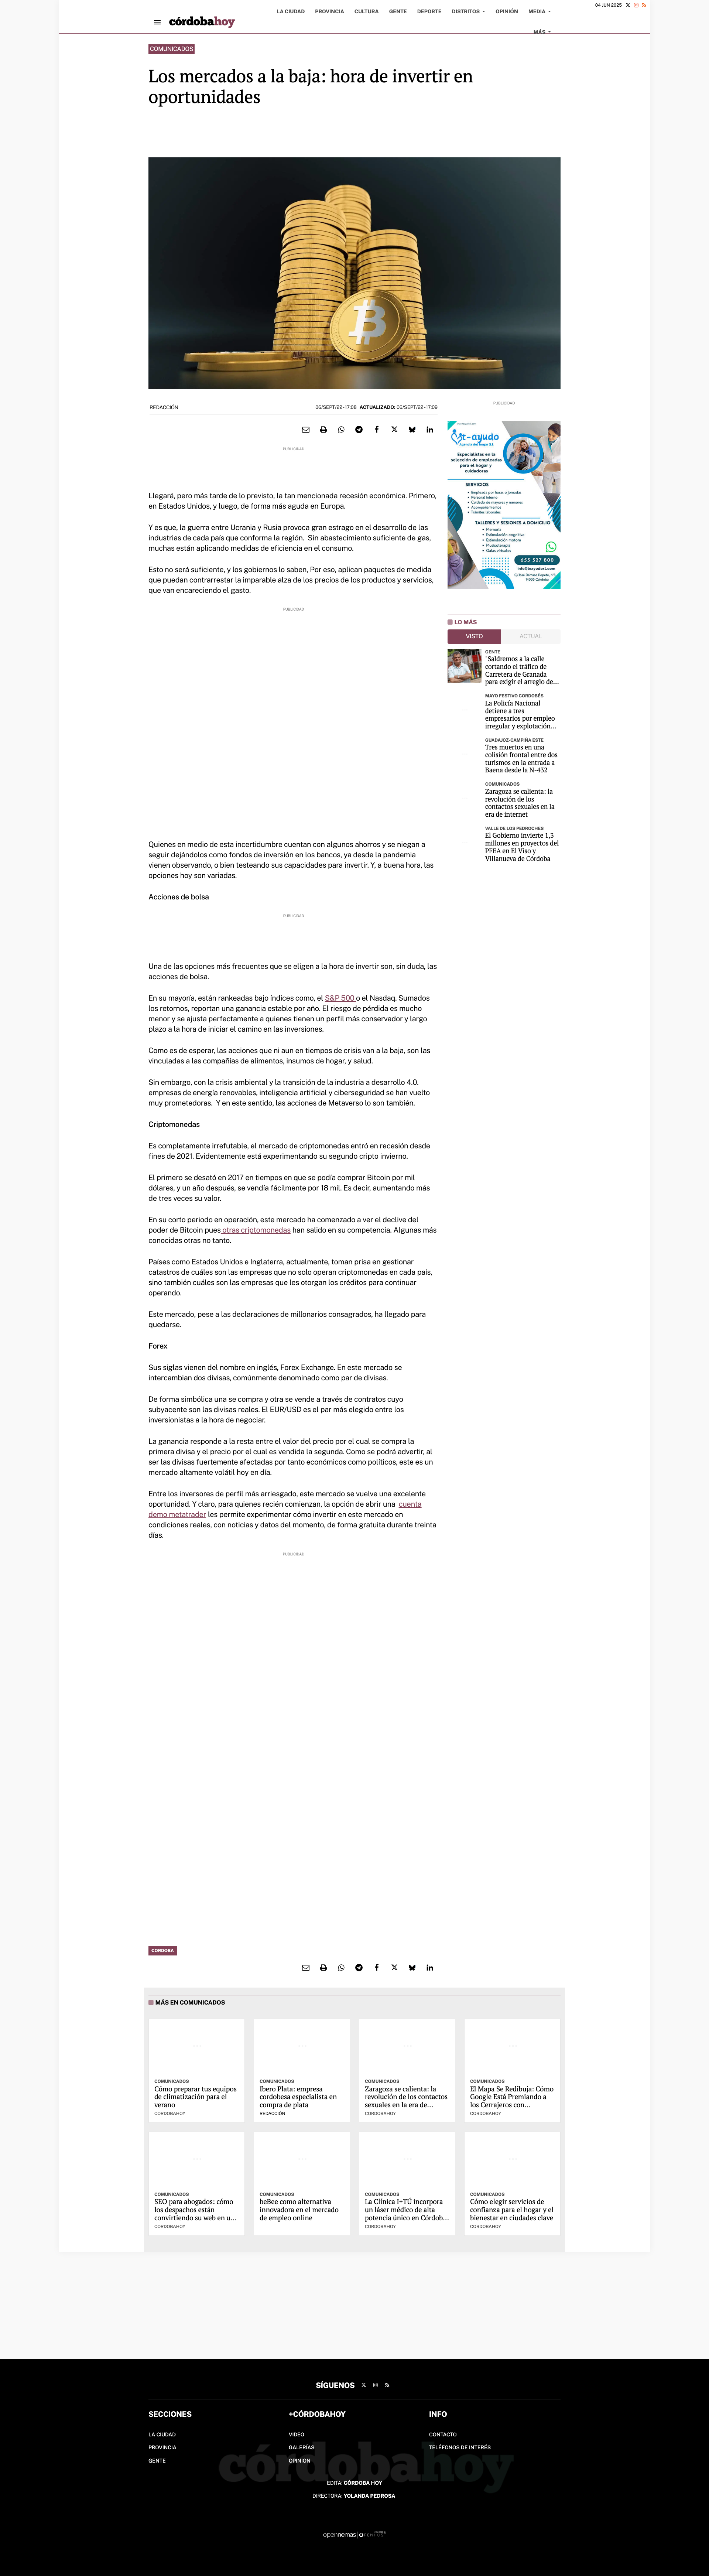 04 JUN 2025
LA CIUDAD PROVINCIA CULTURA GENTE DEPORTE DISTRITOS OPINIÓN MEDIA
MÁS
córdobahoy
COMUNICADOS
Los mercados a la baja: hora de invertir en
oportunidades
REDACCIÓN
06/SEPT/22 - 17:08 ACTUALIZADO: 06/SEPT/22 - 17:09
PUBLICIDAD
Llegará, pero más tarde de lo previsto, la tan mencionada recesión económica. Primero,
en Estados Unidos, y luego, de forma más aguda en Europa.
Y es que, la guerra entre Ucrania y Rusia provoca gran estrago en el desarrollo de las
industrias de cada país que conforma la región. Sin abastecimiento suficiente de gas,
muchas están aplicando medidas de eficacia en el consumo.
Esto no será suficiente, y los gobiernos lo saben, Por eso, aplican paquetes de medida
que puedan contrarrestar la imparable alza de los precios de los productos y servicios,
que van encareciendo el gasto.
PUBLICIDAD
Quienes en medio de esta incertidumbre cuentan con algunos ahorros y se niegan a
seguir dejándolos como fondos de inversión en los bancos, ya desde la pandemia
vienen observando, o bien testeando sus capacidades para invertir. Y, a buena hora, las
opciones hoy son variadas.
Acciones de bolsa
PUBLICIDAD
Una de las opciones más frecuentes que se eligen a la hora de invertir son, sin duda, las
acciones de bolsa.
En su mayoría, están rankeadas bajo índices como, el S&P 500 o el Nasdaq. Sumados
los retornos, reportan una ganancia estable por año. El riesgo de pérdida es mucho
menor y se ajusta perfectamente a quienes tienen un perfil más conservador y largo
plazo a la hora de iniciar el camino en las inversiones.
Como es de esperar, las acciones que ni aun en tiempos de crisis van a la baja, son las
vinculadas a las compañías de alimentos, insumos de hogar, y salud.
Sin embargo, con la crisis ambiental y la transición de la industria a desarrollo 4.0.
empresas de energía renovables, inteligencia artificial y ciberseguridad se han vuelto
muy prometedoras. Y en este sentido, las acciones de Metaverso lo son también.
Criptomonedas
Es completamente irrefutable, el mercado de criptomonedas entró en recesión desde
fines de 2021. Evidentemente está experimentando su segundo cripto invierno.
El primero se desató en 2017 en tiempos en que se podía comprar Bitcoin por mil
dólares, y un año después, se vendía fácilmente por 18 mil. Es decir, aumentando más
de tres veces su valor.
En su corto periodo en operación, este mercado ha comenzado a ver el declive del
poder de Bitcoin pues otras criptomonedas han salido en su competencia. Algunas más
conocidas otras no tanto.
Países como Estados Unidos e Inglaterra, actualmente, toman prisa en gestionar
catastros de cuáles son las empresas que no solo operan criptomonedas en cada país,
sino también cuáles son las empresas que les otorgan los créditos para continuar
operando.
Este mercado, pese a las declaraciones de millonarios consagrados, ha llegado para
quedarse.
Forex
Sus siglas vienen del nombre en inglés, Forex Exchange. En este mercado se
intercambian dos divisas, comúnmente denominado como par de divisas.
De forma simbólica una se compra y otra se vende a través de contratos cuyo
subyacente son las divisas reales. El EUR/USD es el par más elegido entre los
inversionistas a la hora de negociar.
La ganancia responde a la resta entre el valor del precio por el cual se compra la
primera divisa y el precio por el cual es vendida la segunda. Como se podrá advertir, al
ser las divisas fuertemente afectadas por tanto económicos como políticos, este es un
mercado altamente volátil hoy en día.
Entre los inversores de perfil más arriesgado, este mercado se vuelve una excelente
oportunidad. Y claro, para quienes recién comienzan, la opción de abrir una cuenta
demo metatrader les permite experimentar cómo invertir en este mercado en
condiciones reales, con noticias y datos del momento, de forma gratuita durante treinta
días.
PUBLICIDAD
PUBLICIDAD
t-ayudo
Especialistas en la
selección de empleadas
para el hogar y
cuidadoras
SERVICIOS
Empleada por horas o jornadas
Personal interno
Cuidado de mayores y menores
Acompañamientos
Trámites laborales
TALLERES Y SESIONES A DOMICILIO
Memoria
Estimulación cognitiva
Estimulación motora
Musicoterapia
Gafas virtuales
655 527 800
LO MÁS
VISTO ACTUAL
GENTE
"Saldremos a la calle
cortando el tráfico de
Carretera de Granada
para exigir el arreglo de...
MAYO FESTIVO CORDOBÉS
La Policía Nacional
detiene a tres
empresarios por empleo
irregular y explotación...
GUADAJOZ-CAMPIÑA ESTE
Tres muertos en una
colisión frontal entre dos
turismos en la entrada a
Baena desde la N-432
COMUNICADOS
Zaragoza se calienta: la
revolución de los
contactos sexuales en la
era de internet
VALLE DE LOS PEDROCHES
El Gobierno invierte 1,3
millones en proyectos del
PFEA en El Viso y
Villanueva de Córdoba
CORDOBA
MÁS EN COMUNICADOS
COMUNICADOS
Cómo preparar tus equipos
de climatización para el
verano
CORDOBAHOY
COMUNICADOS
Ibero Plata: empresa
cordobesa especialista en
compra de plata
REDACCIÓN
COMUNICADOS
Zaragoza se calienta: la
revolución de los contactos
sexuales en la era de...
CORDOBAHOY
COMUNICADOS
El Mapa Se Redibuja: Cómo
Google Está Premiando a
los Cerrajeros con...
CORDOBAHOY
COMUNICADOS
SEO para abogados: cómo
los despachos están
convirtiendo su web en u...
CORDOBAHOY
COMUNICADOS
beBee como alternativa
innovadora en el mercado
de empleo online
COMUNICADOS
La Clínica I+TÚ incorpora
un láser médico de alta
potencia único en Córdob...
CORDOBAHOY
COMUNICADOS
Cómo elegir servicios de
confianza para el hogar y el
bienestar en ciudades clave
CORDOBAHOY
SÍGUENOS
SECCIONES
LA CIUDAD
PROVINCIA
GENTE
+CÓRDOBAHOY
VIDEO
GALERÍAS
OPINION
INFO
CONTACTO
TELÉFONOS DE INTERÉS
córdobahoy
EDITA: CÓRDOBA HOY
DIRECTORA: YOLANDA PEDROSA
opennemas